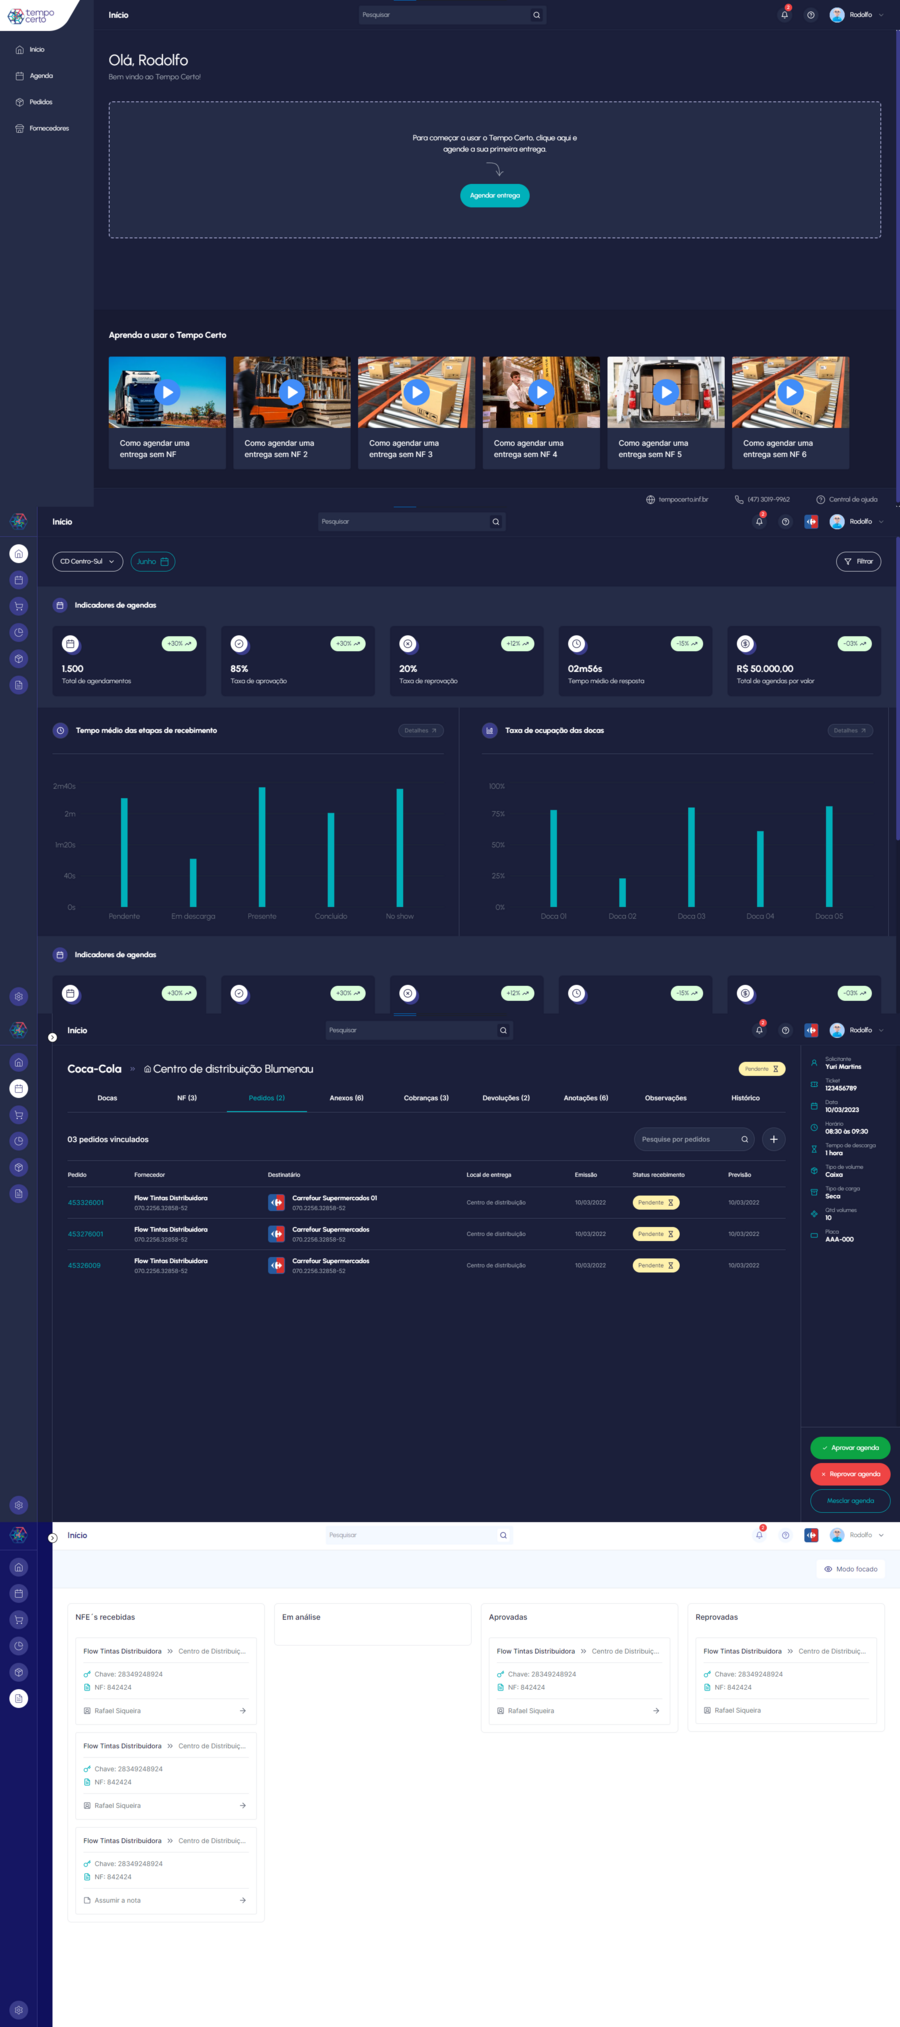 tempo
certo
Início
Pesquisar
2
Rodolfo
Início
Agenda
Pedidos
Fornecedores
Olá, Rodolfo
Bem vindo ao Tempo Certo!
Para começar a usar o Tempo Certo, clique aqui e
agende a sua primeira entrega.
Agendar entrega
Aprenda a usar o Tempo Certo
Como agendar uma
entrega sem NF
Como agendar uma
entrega sem NF 2
Como agendar uma
entrega sem NF 3
Como agendar uma
entrega sem NF 4
Como agendar uma
entrega sem NF 5
Como agendar uma
entrega sem NF 6
tempocerto.inf.br
(47) 3019-9962
Central de ajuda
Início
Pesquisar
2
Rodolfo
CD Centro-Sul
Junho
Filtrar
Indicadores de agendas
+30%
1.500
Total de agendamentos
+30%
85%
Taxa de aprovação
+12%
20%
Taxa de reprovação
-15%
02m56s
Tempo médio de resposta
-03%
R$ 50.000,00
Total de agendas por valor
Tempo médio das etapas de recebimento
Detalhes
2m40s
2m
1m20s
40s
0s
Pendente
Em descarga
Presente
Concluído
No show
Taxa de ocupação das docas
Detalhes
100%
75%
50%
25%
0%
Doca 01
Doca 02
Doca 03
Doca 04
Doca 05
Indicadores de agendas
+30%
+30%
+12%
-15%
-03%
Início
Pesquisar
2
Rodolfo
Coca-Cola » Centro de distribuição Blumenau
Pendente
Docas
NF (3)
Pedidos (2)
Anexos (6)
Cobranças (3)
Devoluções (2)
Anotações (6)
Observações
Histórico
03 pedidos vinculados
Pesquise por pedidos
Pedido Fornecedor Destinatário Local de entrega Emissão Status recebimento Previsão
453326001 Flow Tintas Distribuidora Carrefour Supermercados 01 Centro de distribuição 10/03/2022 Pendente 10/03/2022
070.2256.32858-52 070.2256.32858-52
453276001 Flow Tintas Distribuidora Carrefour Supermercados Centro de distribuição 10/03/2022 Pendente 10/03/2022
070.2256.32858-52 070.2256.32858-52
45326009 Flow Tintas Distribuidora Carrefour Supermercados Centro de distribuição 10/03/2022 Pendente 10/03/2022
070.2256.32858-52 070.2256.32858-52
Solicitante
Yuri Martins
Ticket
123456789
Data
10/03/2023
Horário
08:30 às 09:30
Tempo de descarga
1 hora
Tipo de volume
Caixa
Tipo de carga
Seca
Qtd volumes
10
Placa
AAA-000
Aprovar agenda
Reprovar agenda
Mesclar agenda
Início
Pesquisar
2
Rodolfo
Modo focado
NFE´s recebidas
Flow Tintas Distribuidora » Centro de Distribuiç...
Chave: 28349248924
NF: 842424
Rafael Siqueira
Flow Tintas Distribuidora » Centro de Distribuiç...
Chave: 28349248924
NF: 842424
Rafael Siqueira
Flow Tintas Distribuidora » Centro de Distribuiç...
Chave: 28349248924
NF: 842424
Assumir a nota
Em análise
Aprovadas
Flow Tintas Distribuidora » Centro de Distribuiç...
Chave: 28349248924
NF: 842424
Rafael Siqueira
Reprovadas
Flow Tintas Distribuidora » Centro de Distribuiç...
Chave: 28349248924
NF: 842424
Rafael Siqueira